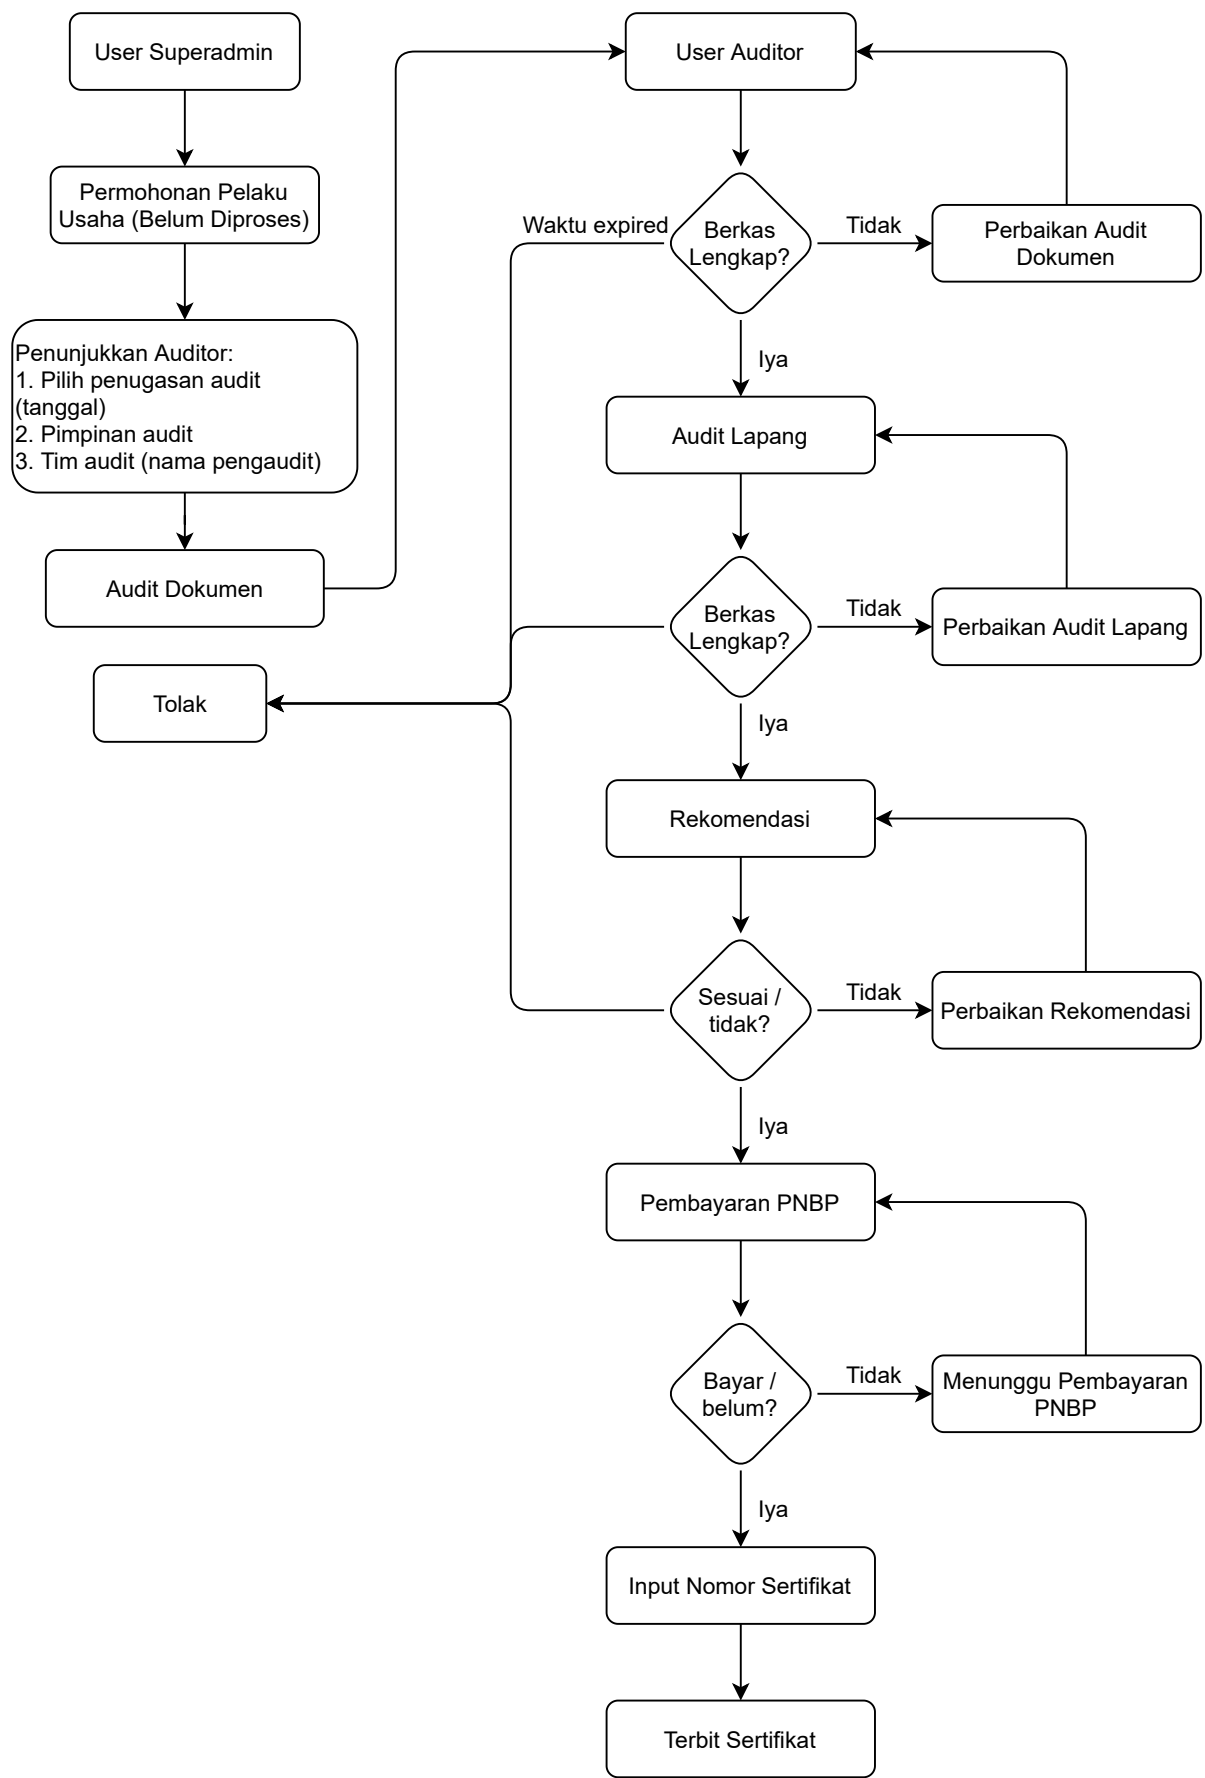 User Superadmin
Permohonan Pelaku
Usaha (Belum Diproses)
Penunjukkan Auditor:
1. Pilih penugasan audit
(tanggal)
2. Pimpinan audit
3. Tim audit (nama pengaudit)
Audit Dokumen
Tolak
User Auditor
Waktu expired
Berkas
Lengkap?
Tidak
Perbaikan Audit
Dokumen
Iya
Audit Lapang
Berkas
Lengkap?
Tidak
Perbaikan Audit Lapang
Iya
Rekomendasi
Sesuai /
tidak?
Tidak
Perbaikan Rekomendasi
Iya
Pembayaran PNBP
Bayar /
belum?
Tidak
Menunggu Pembayaran
PNBP
Iya
Input Nomor Sertifikat
Terbit Sertifikat